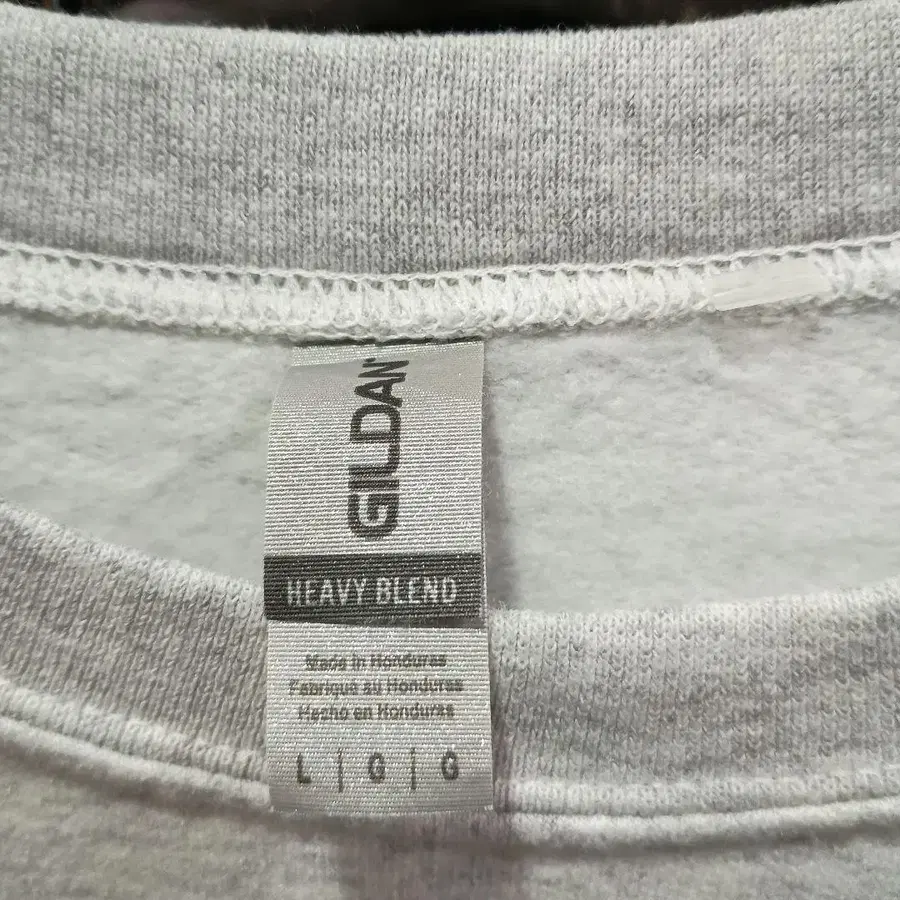 GILDAN
HEAVY BLEND
Made in Honduras
Fabriqué au Honduras
Hecho en Honduras
L | G | G